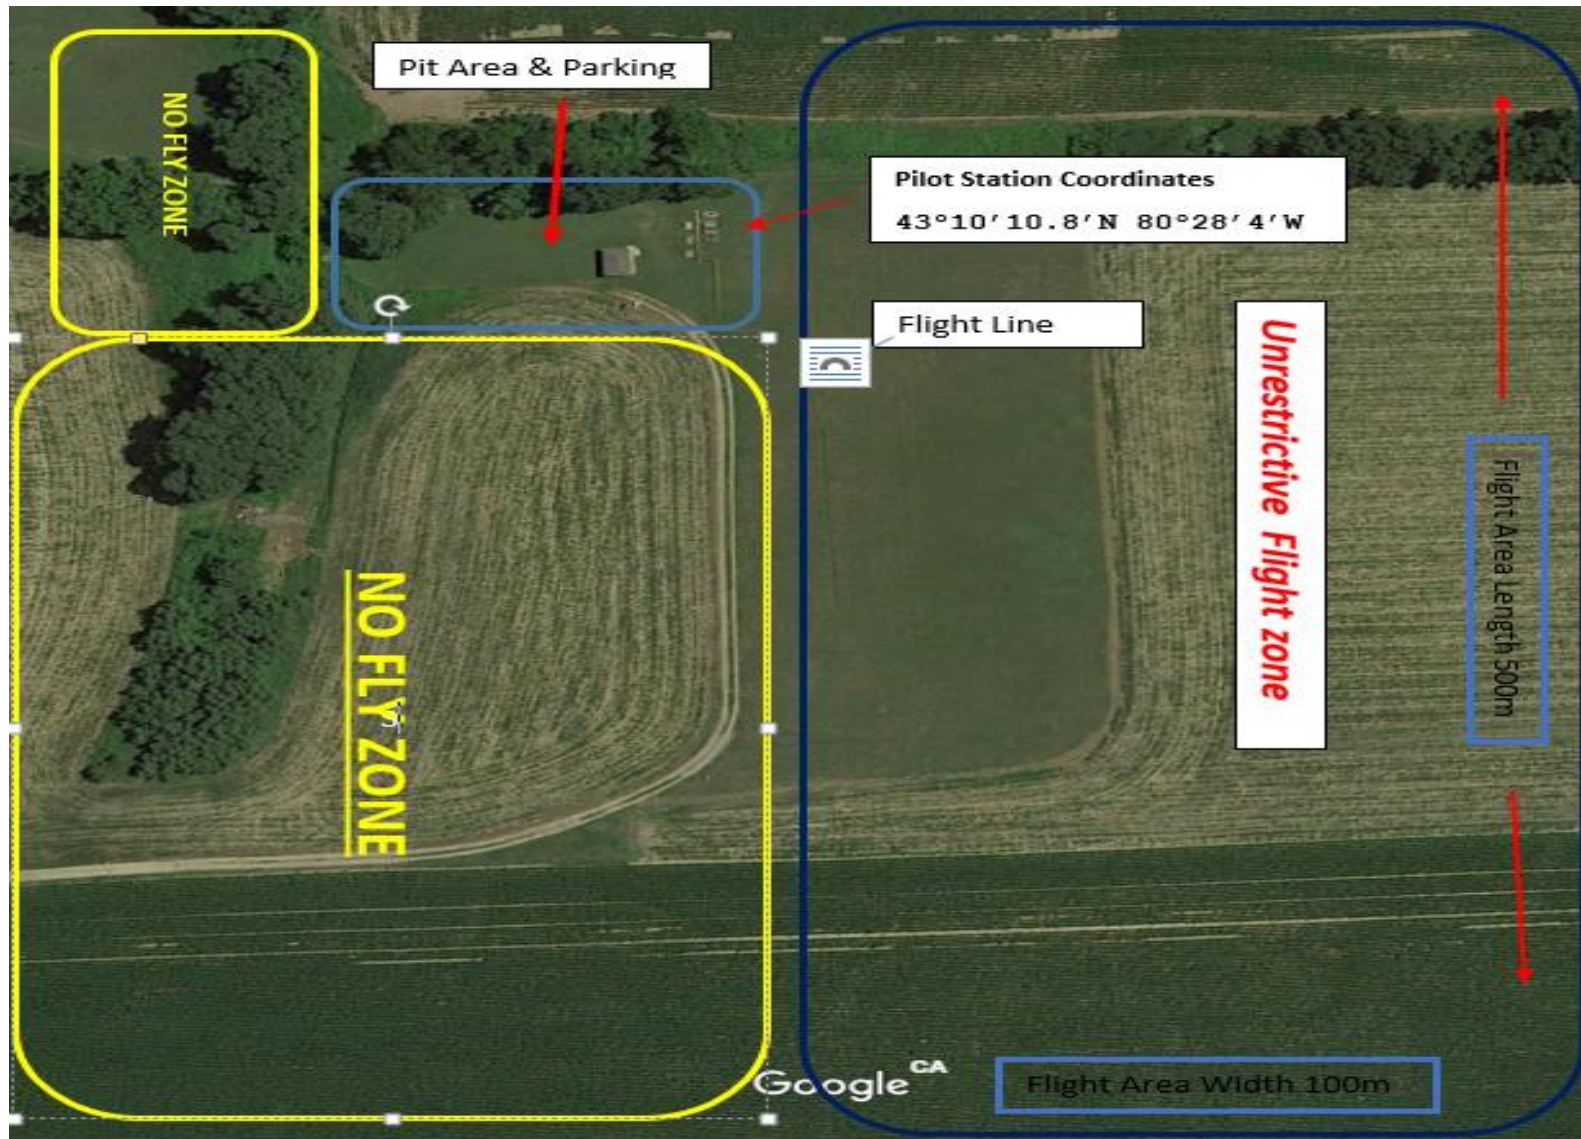 Pit Area & Parking
NO FLY ZONE
Pilot Station Coordinates
43°10′10.8′N 80°28′4′W
Flight Line
Unrestrictive Flight zone
Flight Area Length 500m
NO FLY ZONE
Google CA
Flight Area Width 100m